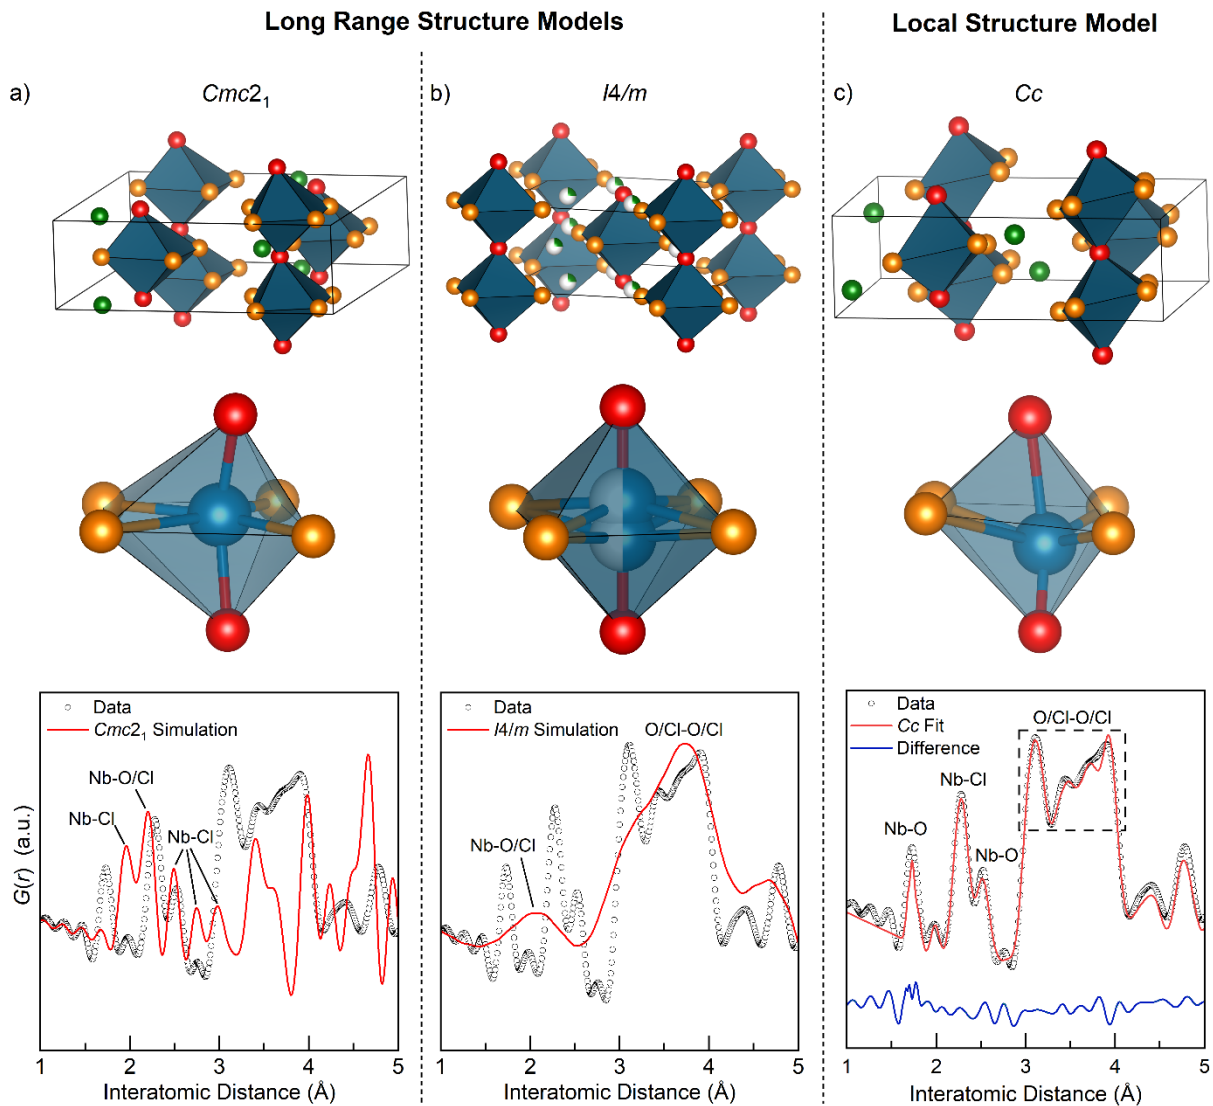 Long Range Structure Models
Local Structure Model
a)
Cmc2₁
b)
I4/m
c)
Cc
Data
Cmc2₁ Simulation
Nb-O/Cl
Nb-Cl
Nb-Cl
G(r) (a.u.)
1 2 3 4 5
Interatomic Distance (Å)
Data
I4/m Simulation
O/Cl-O/Cl
Nb-O/Cl
1 2 3 4 5
Interatomic Distance (Å)
Data
Cc Fit
Difference
O/Cl-O/Cl
Nb-Cl
Nb-O
Nb-O
1 2 3 4 5
Interatomic Distance (Å)